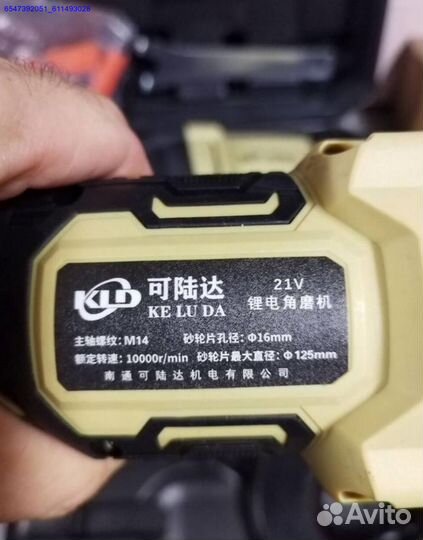 6547392051_611493028
KLD 可陆达
KE LU DA
21V
锂电角磨机
主轴螺纹: M14 砂轮片孔径: Φ16mm
额定转速: 10000r/min 砂轮片最大直径: Φ125mm
南通可陆达机电有限公司
Avito